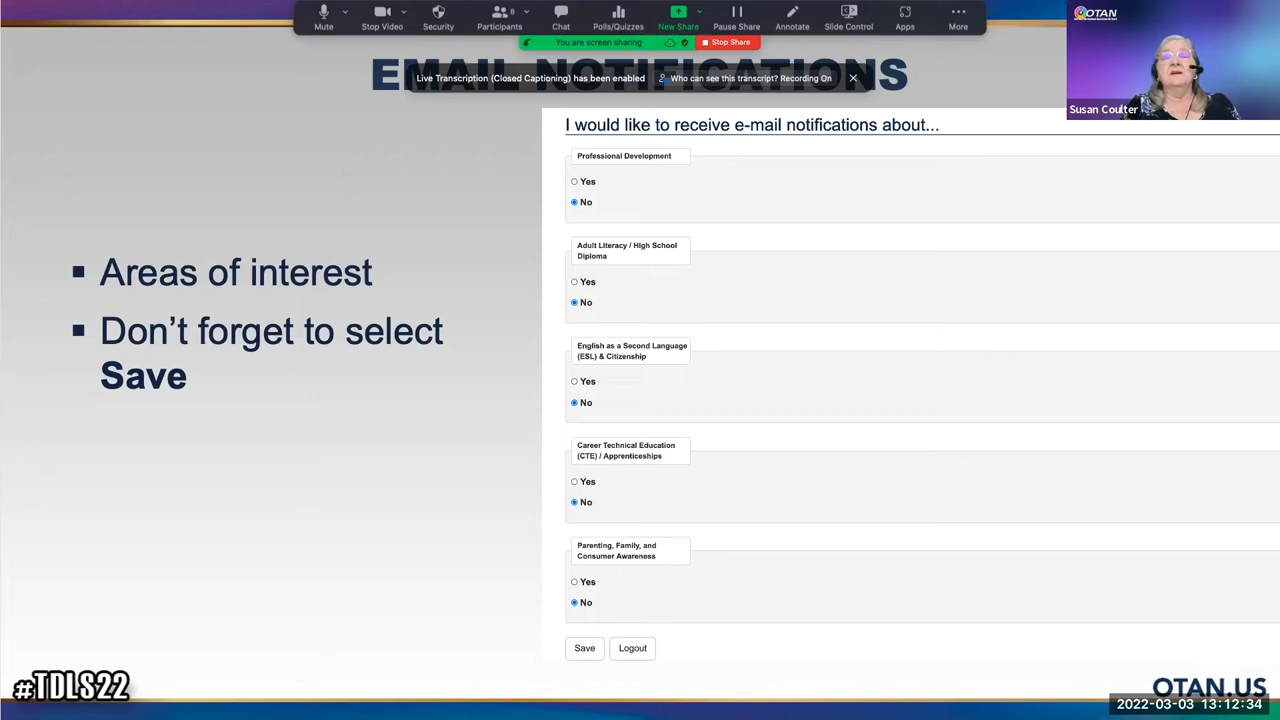 Mute
Stop Video
Security
Participants
8
Chat
Polls/Quizzes
New Share
Pause Share
Annotate
Slide Control
Apps
More
You are screen sharing
Stop Share
OTAN
EMAIL NOTIFICATIONS
Live Transcription (Closed Captioning) has been enabled
Who can see this transcript? Recording On
Susan Coulter
▪ Areas of interest
▪ Don't forget to select
Save
I would like to receive e-mail notifications about...
Professional Development
Yes
No
Adult Literacy / High School
Diploma
Yes
No
English as a Second Language
(ESL) & Citizenship
Yes
No
Career Technical Education
(CTE) / Apprenticeships
Yes
No
Parenting, Family, and
Consumer Awareness
Yes
No
Save
Logout
#TDLS22
OTAN.US
2022-03-03 13:12:34